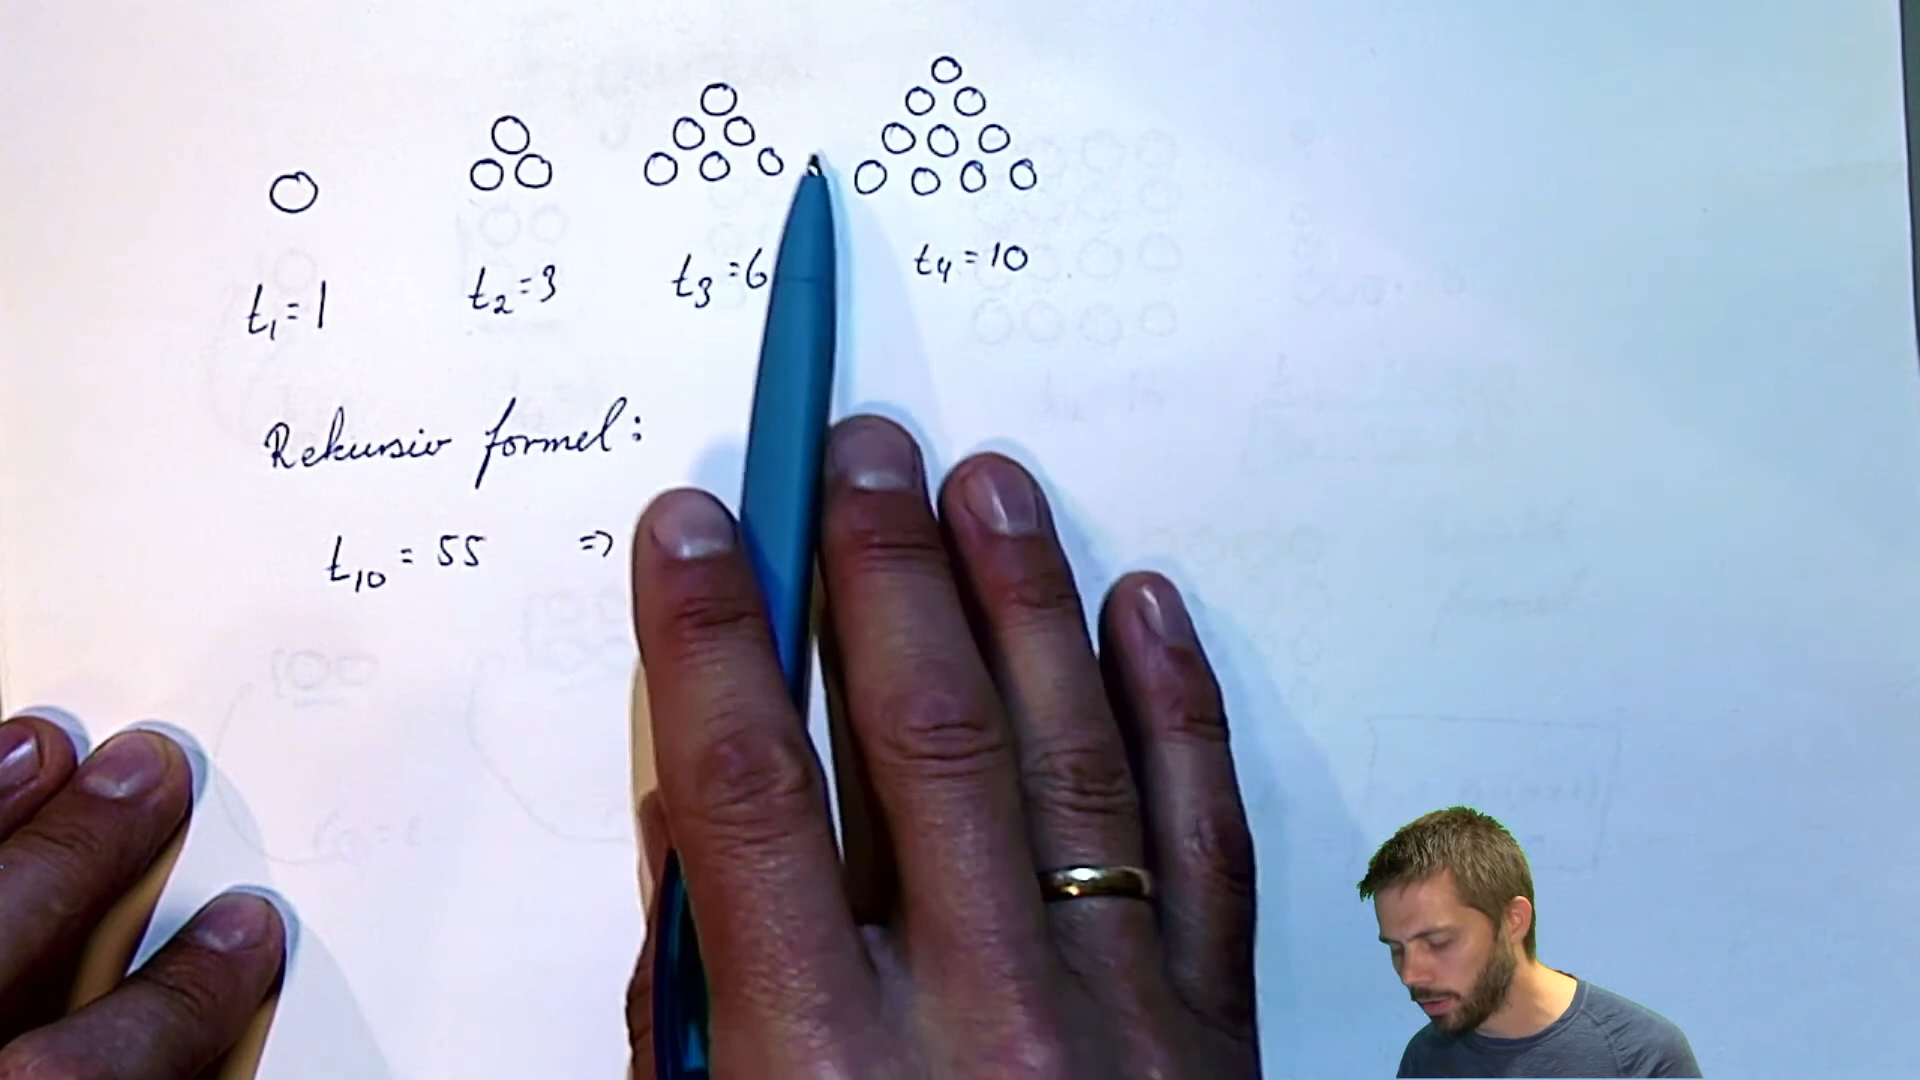 t₁ = 1 t₂ = 3 t₃ = 6 t₄ = 10
Rekursiv formel:
t₁₀ = 55 ⇒